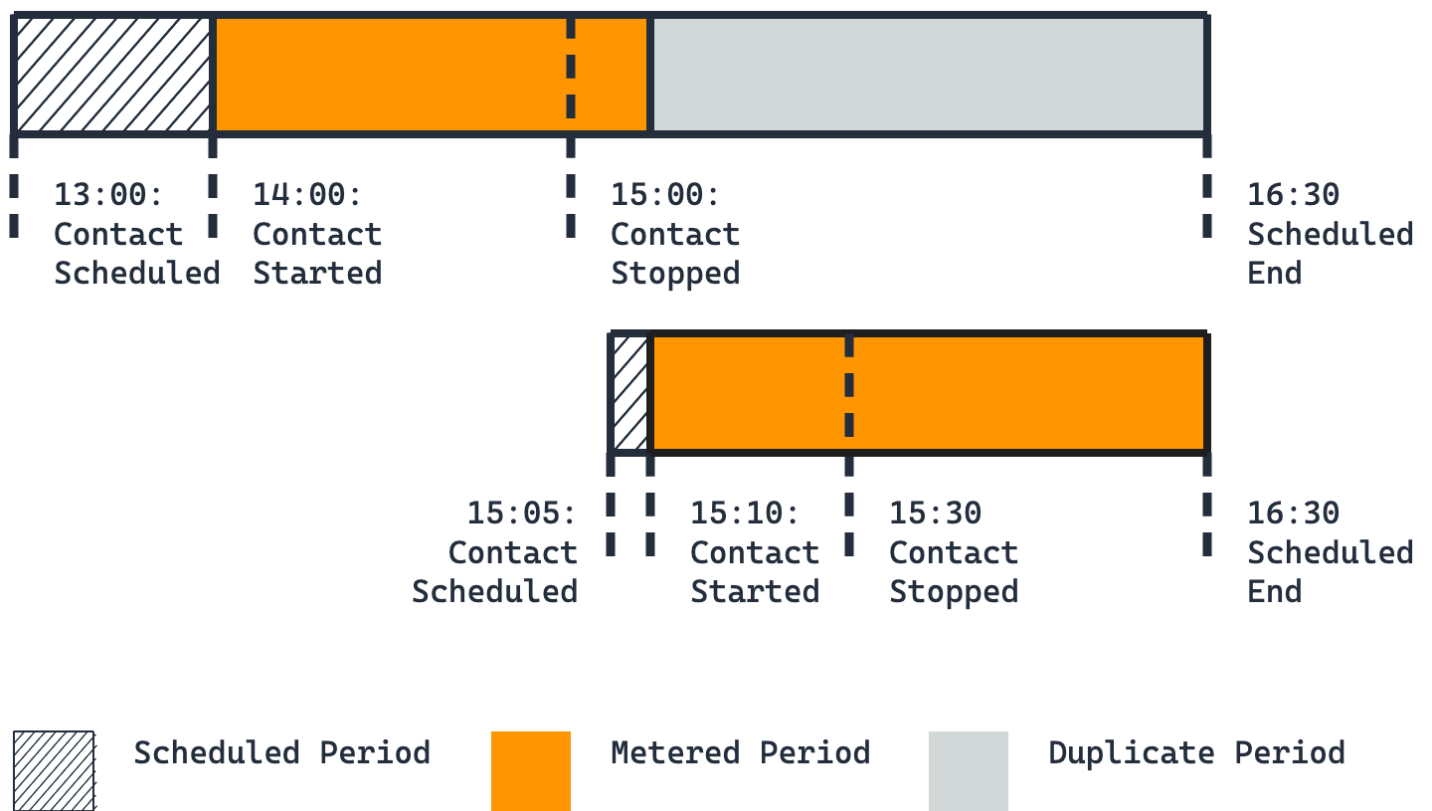 13:00:
Contact
Scheduled
14:00:
Contact
Started
15:00:
Contact
Stopped
16:30
Scheduled
End
15:05:
Contact
Scheduled
15:10:
Contact
Started
15:30
Contact
Stopped
16:30
Scheduled
End
Scheduled Period
Metered Period
Duplicate Period